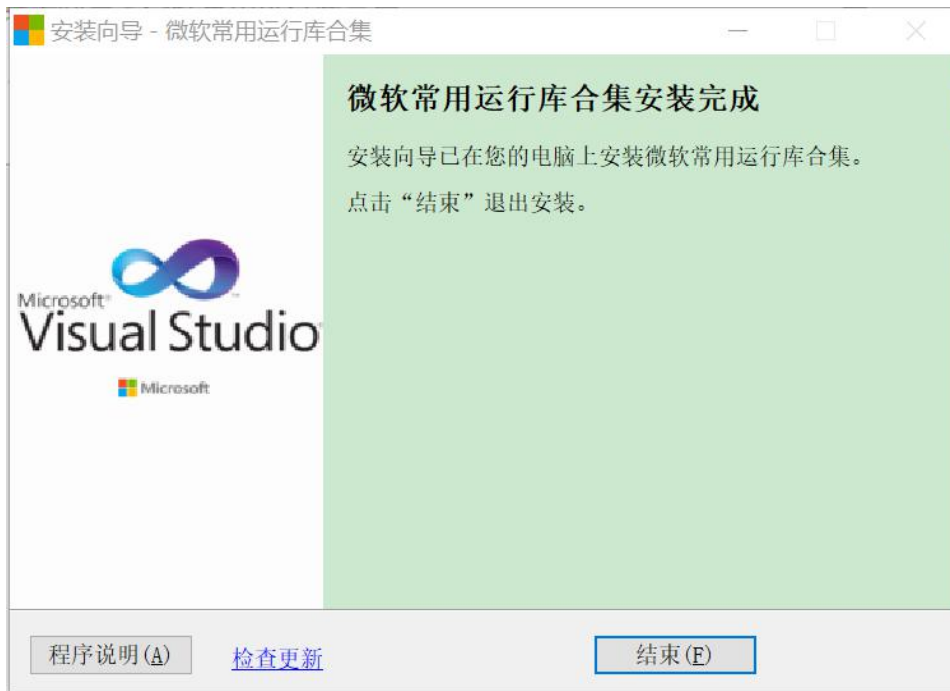 安装向导 - 微软常用运行库合集
微软常用运行库合集安装完成
安装向导已在您的电脑上安装微软常用运行库合集。
点击“结束”退出安装。
Microsoft
Visual Studio
Microsoft
程序说明(A)
检查更新
结束(F)